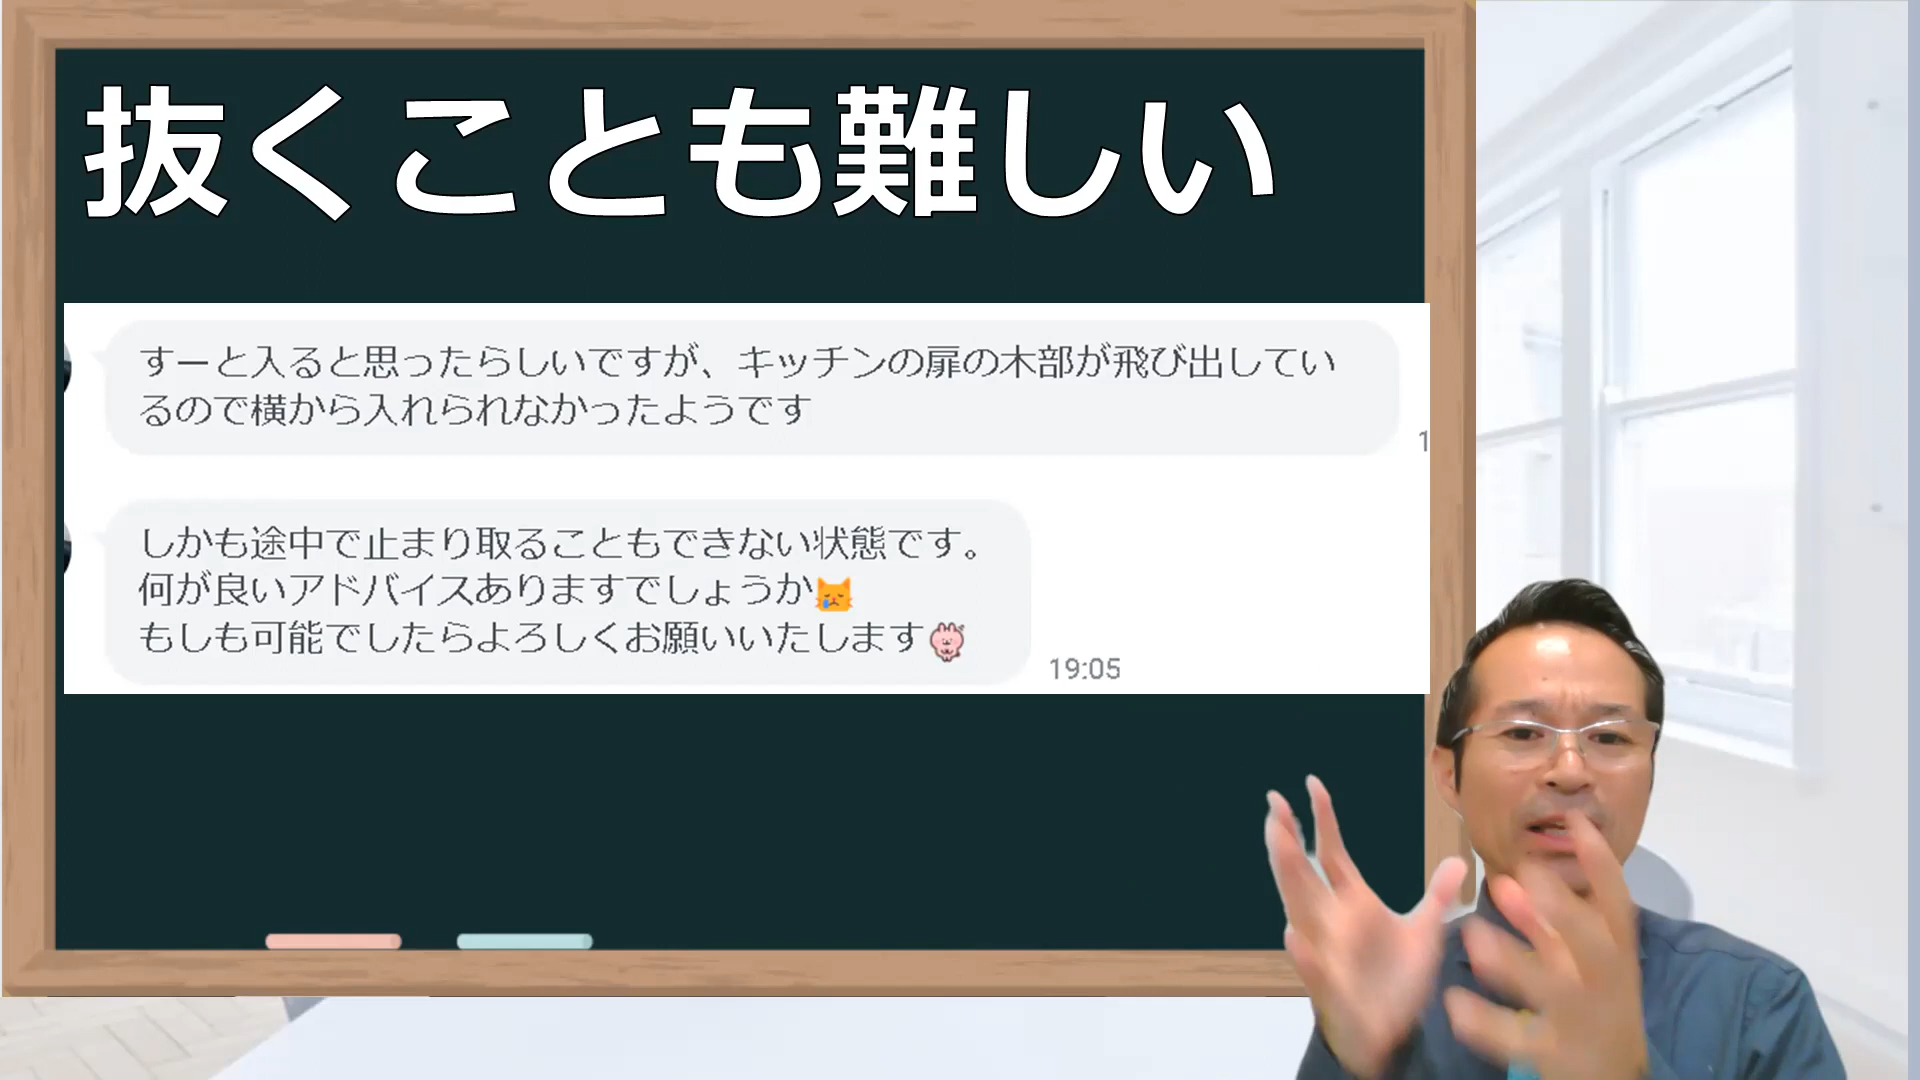 抜くことも難しい
すーと入ると思ったらしいですが、キッチンの扉の木部が飛び出してい
るので横から入れられなかったようです
1
しかも途中で止まり取ることもできない状態です。
何が良いアドバイスありますでしょうか😿
もしも可能でしたらよろしくお願いいたします
19:05